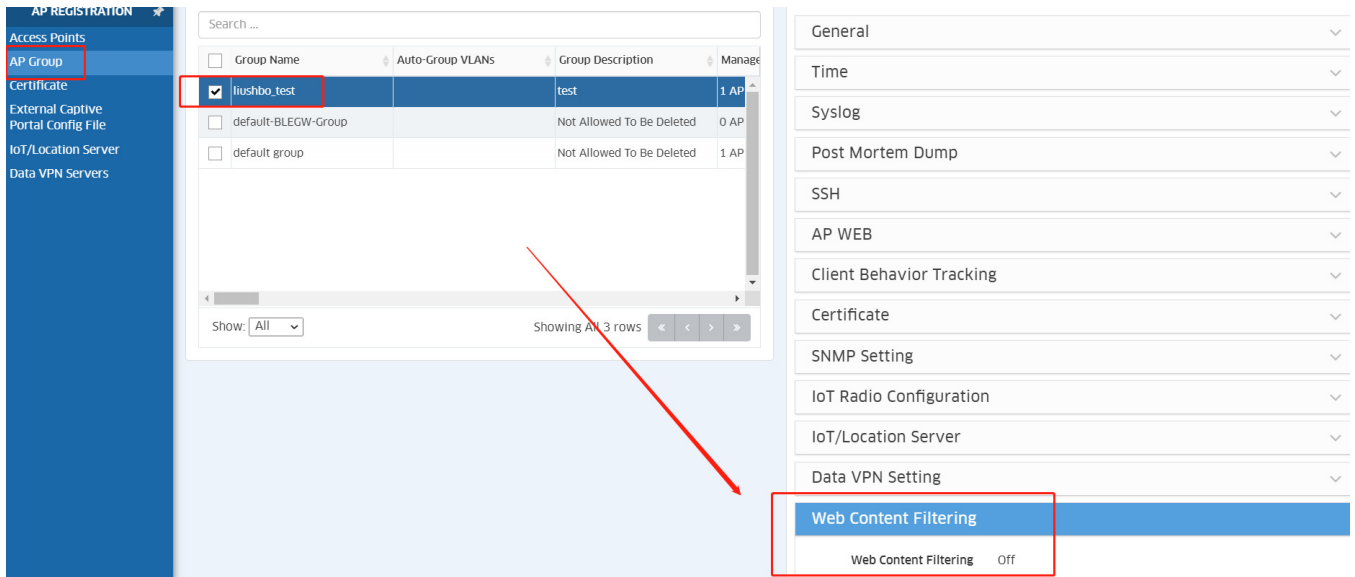 AP REGISTRATION
Access Points
AP Group
Certificate
External Captive
Portal Config File
IoT/Location Server
Data VPN Servers
Search ...
Group Name Auto-Group VLANs Group Description Manage
liushbo_test test 1 AP
default-BLEGW-Group Not Allowed To Be Deleted 0 AP
default group Not Allowed To Be Deleted 1 AP
Show: All Showing All 3 rows « < > »
General
Time
Syslog
Post Mortem Dump
SSH
AP WEB
Client Behavior Tracking
Certificate
SNMP Setting
IoT Radio Configuration
IoT/Location Server
Data VPN Setting
Web Content Filtering
Web Content Filtering Off